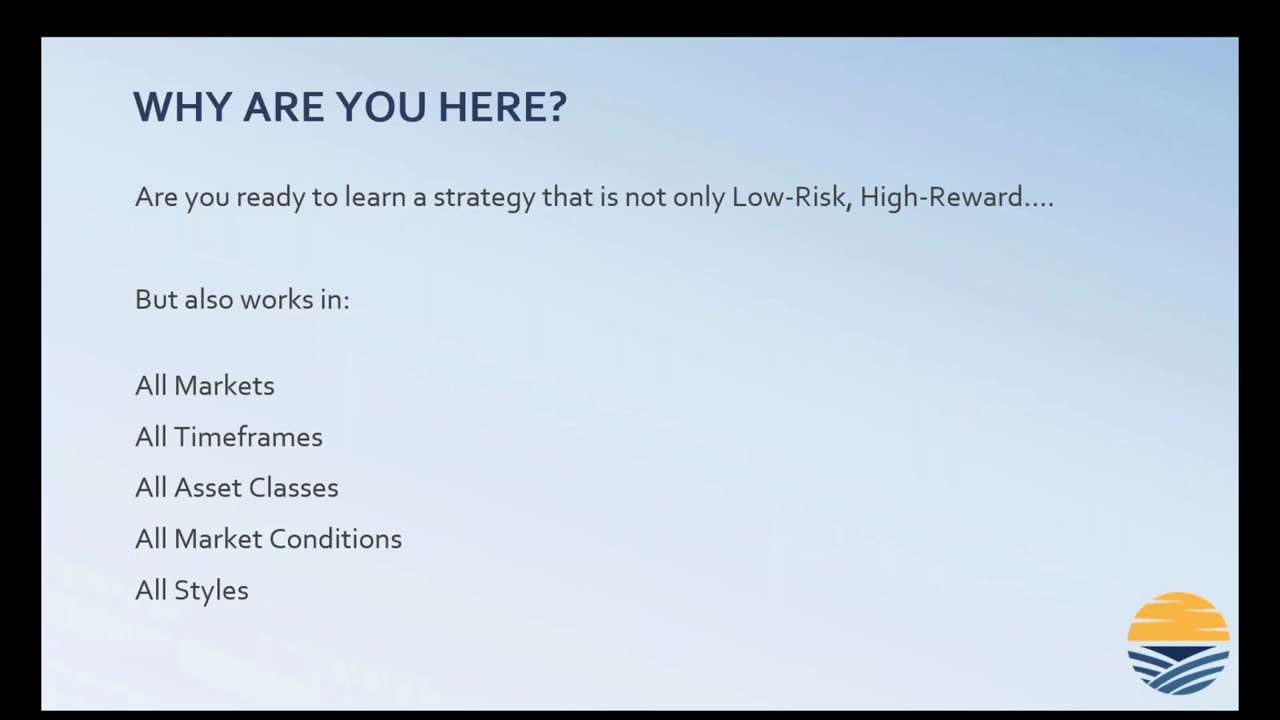 WHY ARE YOU HERE?
Are you ready to learn a strategy that is not only Low-Risk, High-Reward....
But also works in:
All Markets
All Timeframes
All Asset Classes
All Market Conditions
All Styles